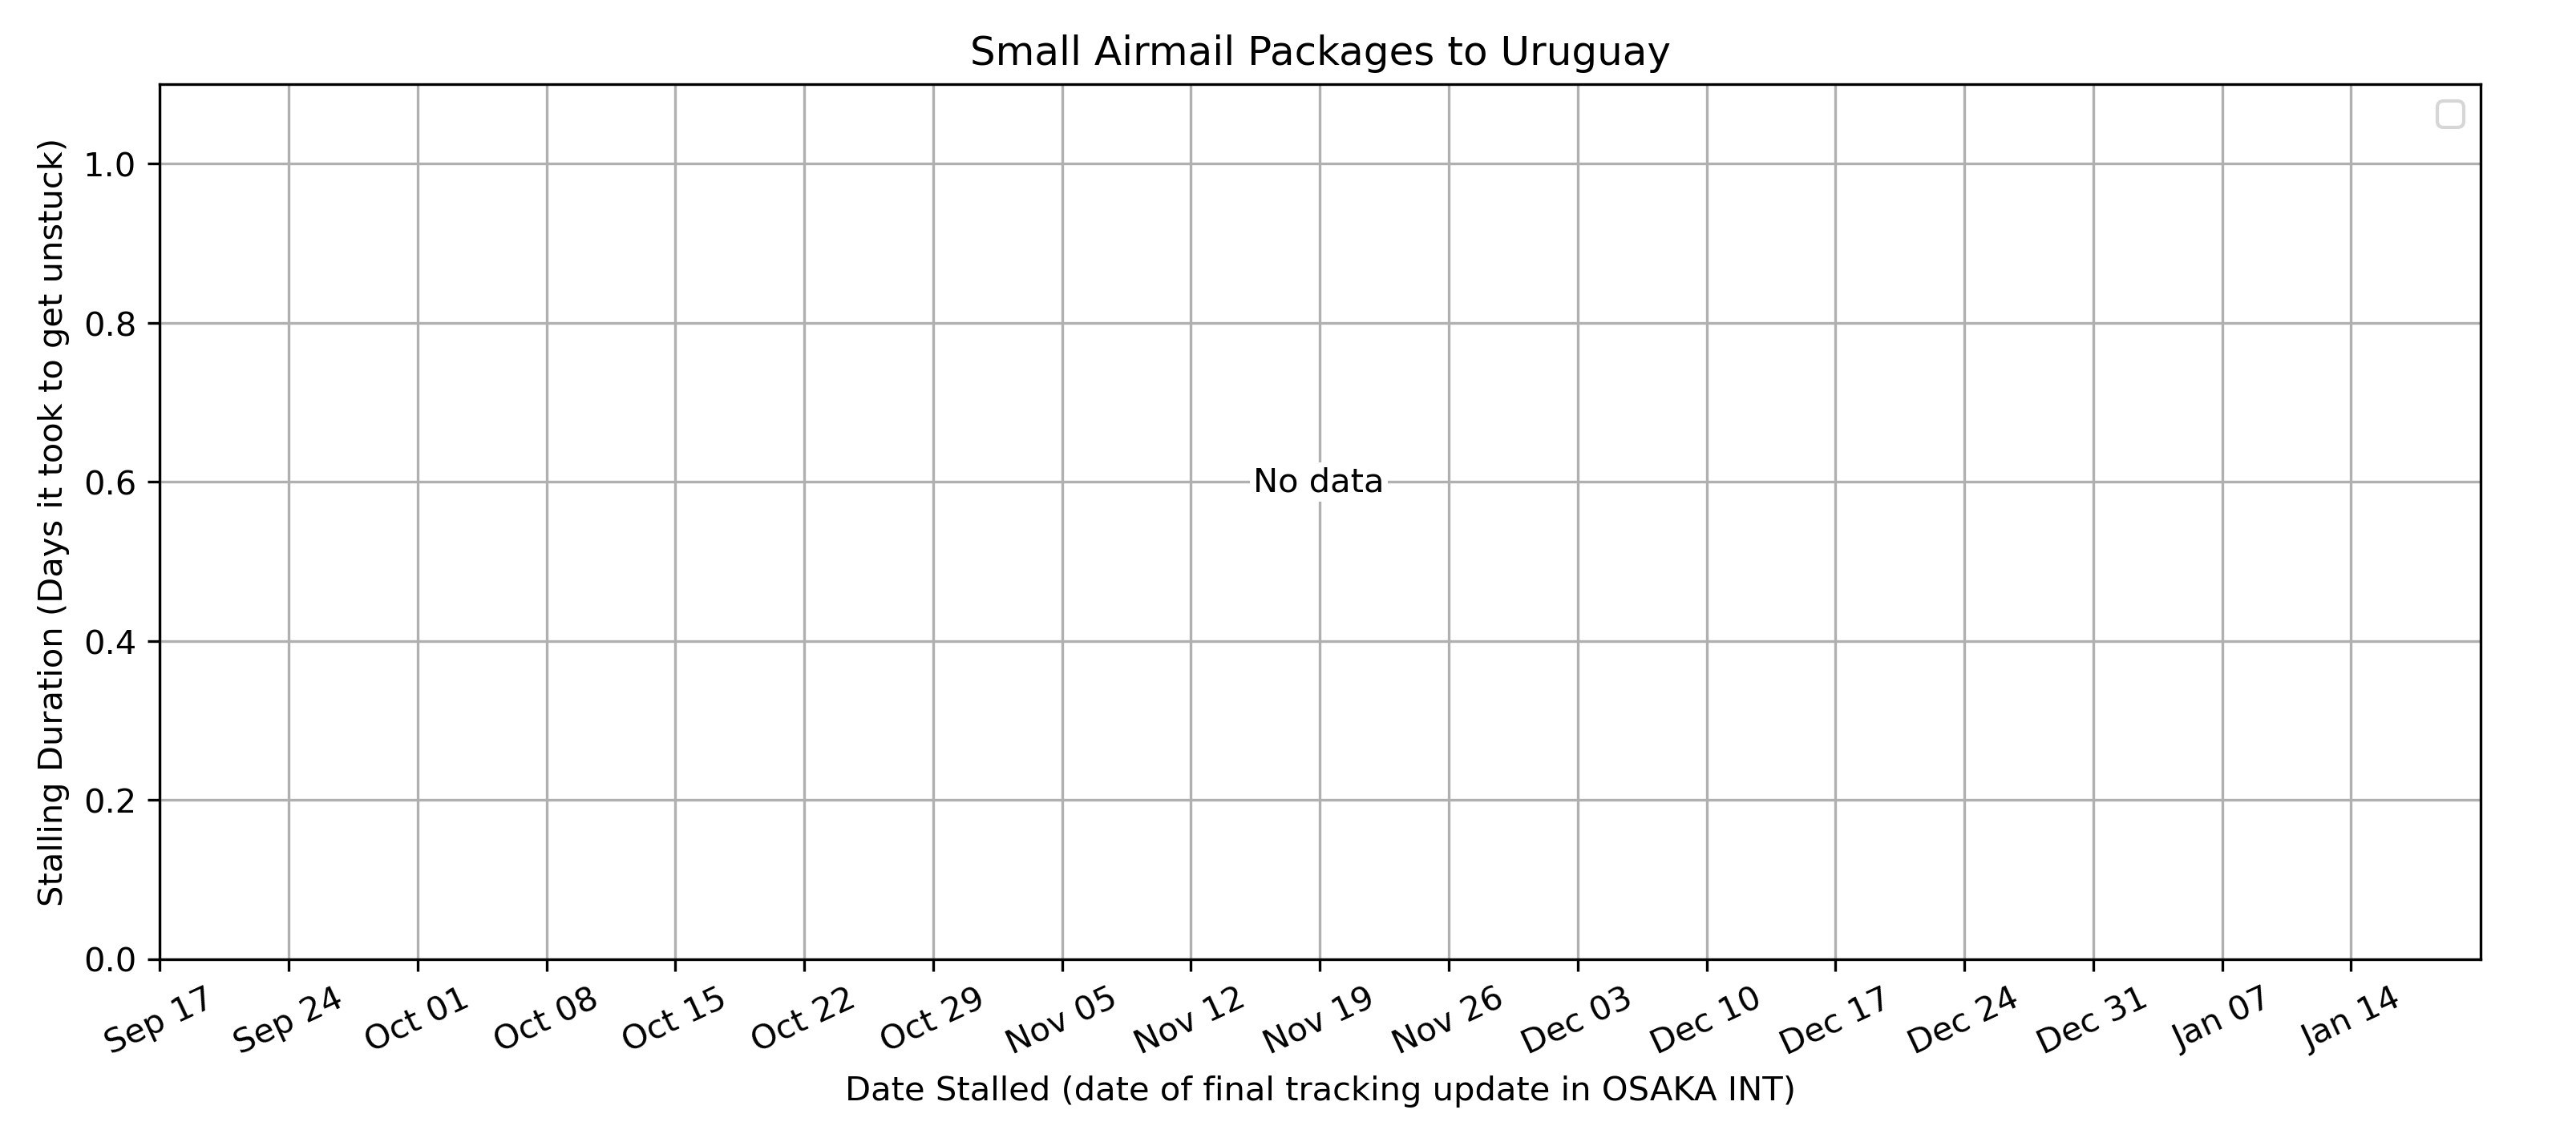 Small Airmail Packages to Uruguay
Stalling Duration (Days it took to get unstuck)
1.0
0.8
0.6
0.4
0.2
0.0
No data
Sep 17
Sep 24
Oct 01
Oct 08
Oct 15
Oct 22
Oct 29
Nov 05
Nov 12
Nov 19
Nov 26
Dec 03
Dec 10
Dec 17
Dec 24
Dec 31
Jan 07
Jan 14
Date Stalled (date of final tracking update in OSAKA INT)